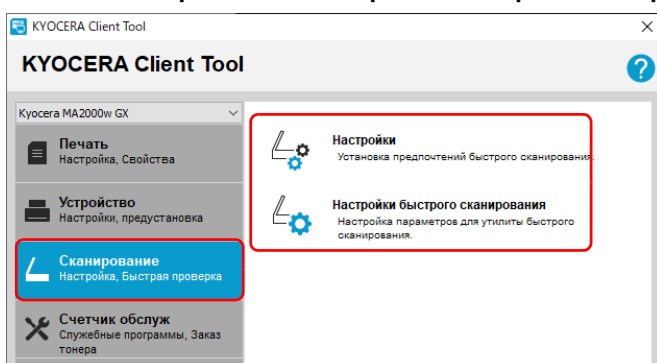 KYOCERA Client Tool
KYOCERA Client Tool
?
Kyocera MA2000w GX
Печать
Настройка, Свойства
Устройство
Настройки, предустановка
Сканирование
Настройка, Быстрая проверка
Счетчик обслуж
Служебные программы, Заказ
тонера
Настройки
Установка предпочтений быстрого сканирования.
Настройки быстрого сканирования
Настройка параметров для утилиты быстрого
сканирования.